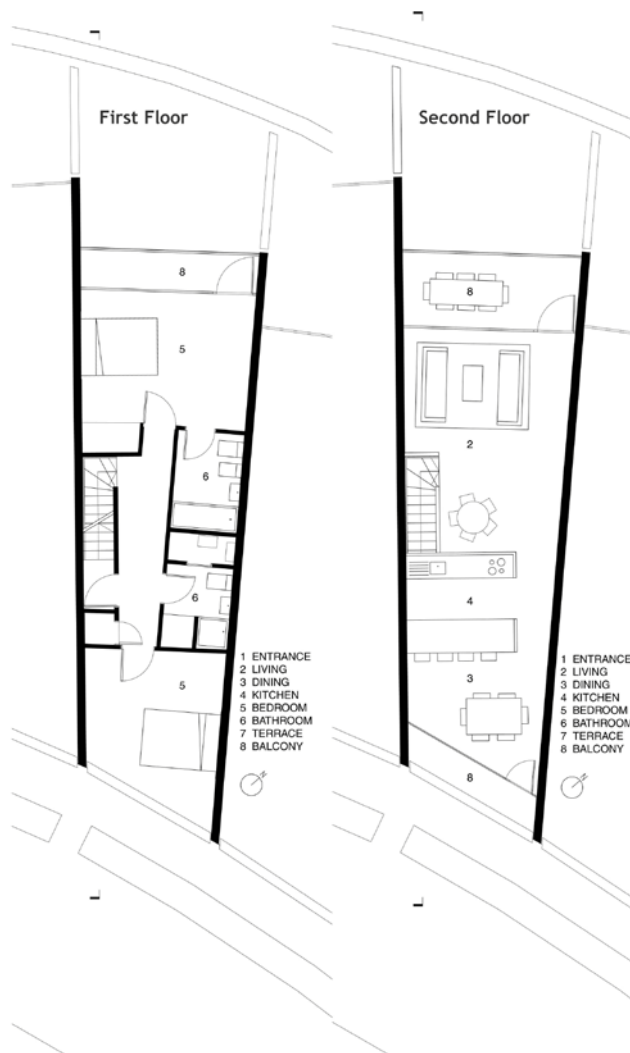 First Floor
8
5
6
6
5
1 ENTRANCE
2 LIVING
3 DINING
4 KITCHEN
5 BEDROOM
6 BATHROOM
7 TERRACE
8 BALCONY
N
Second Floor
8
2
4
3
8
1 ENTRANCE
2 LIVING
3 DINING
4 KITCHEN
5 BEDROOM
6 BATHROOM
7 TERRACE
8 BALCONY
N